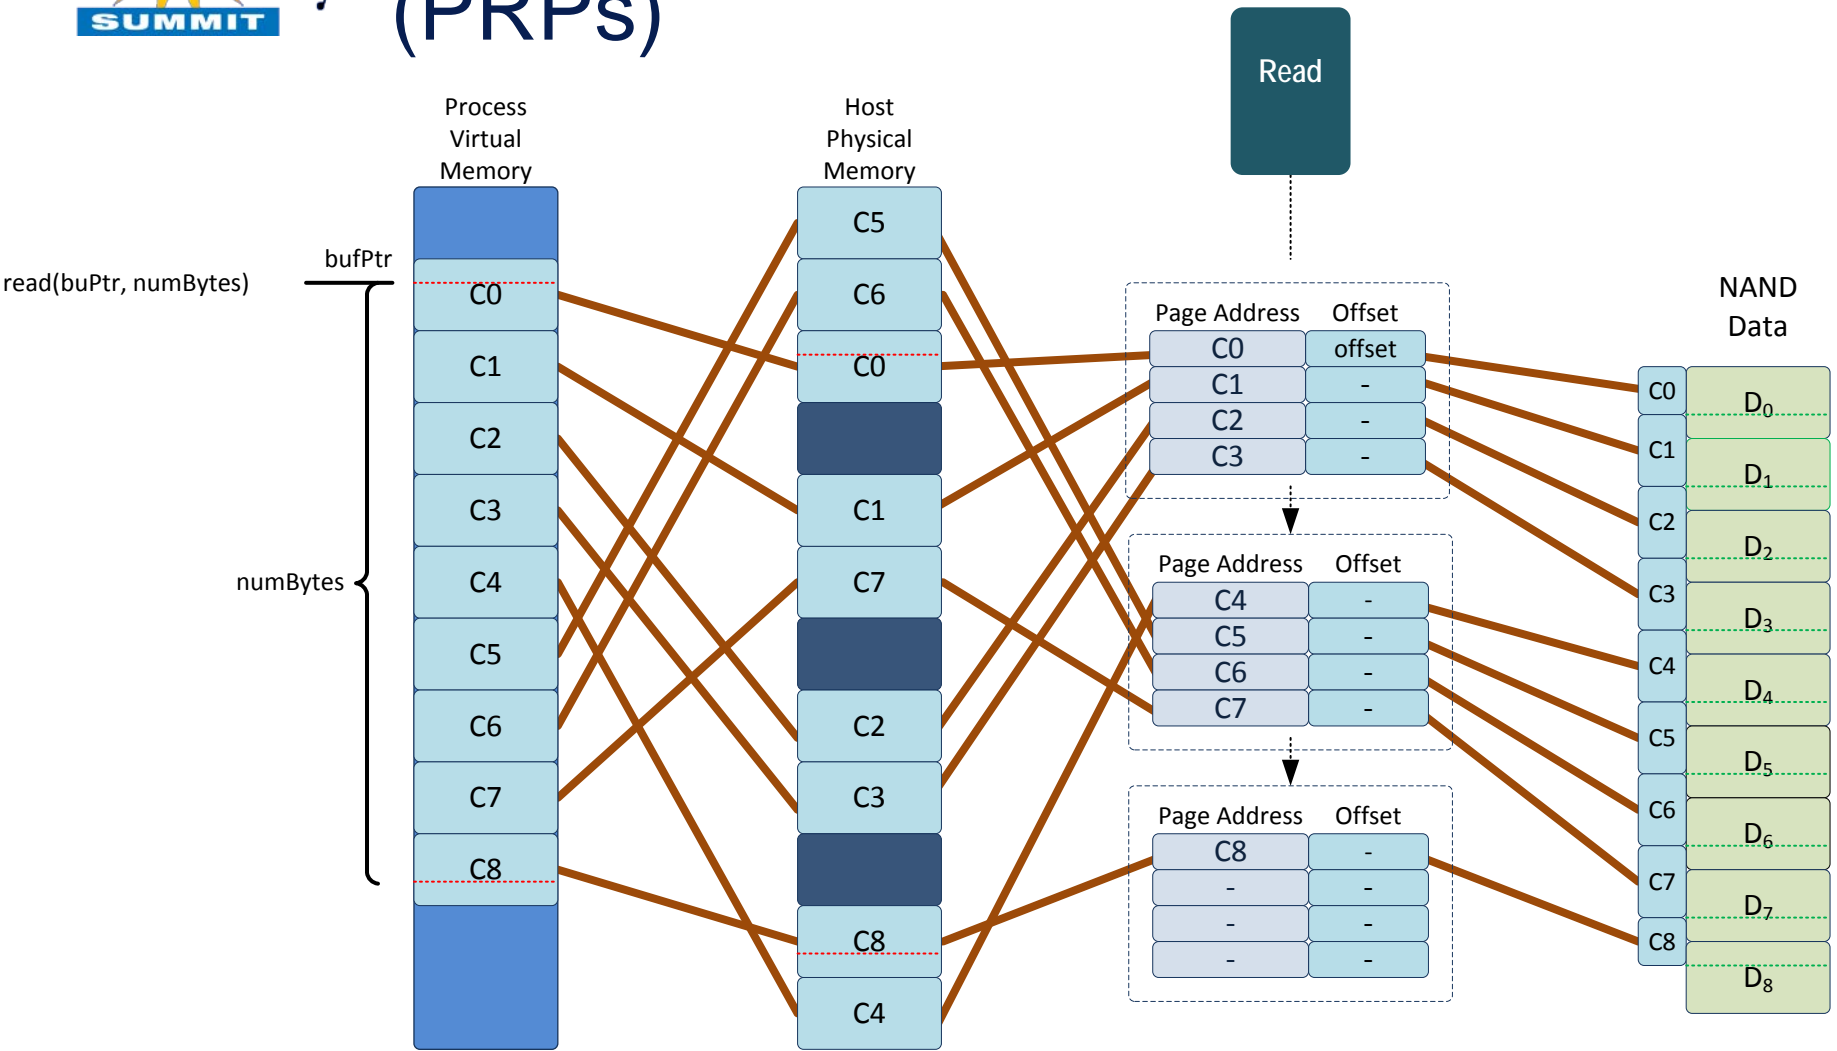 SUMMIT
(PRPs)
Read
Process
Virtual
Memory
Host
Physical
Memory
read(buPtr, numBytes)
bufPtr
numBytes
C0
C1
C2
C3
C4
C5
C6
C7
C8
C5
C6
C0
C1
C7
C2
C3
C8
C4
Page Address Offset
C0 offset
C1 -
C2 -
C3 -
Page Address Offset
C4 -
C5 -
C6 -
C7 -
Page Address Offset
C8 -
- -
- -
- -
NAND
Data
C0
C1
C2
C3
C4
C5
C6
C7
C8
D0
D1
D2
D3
D4
D5
D6
D7
D8